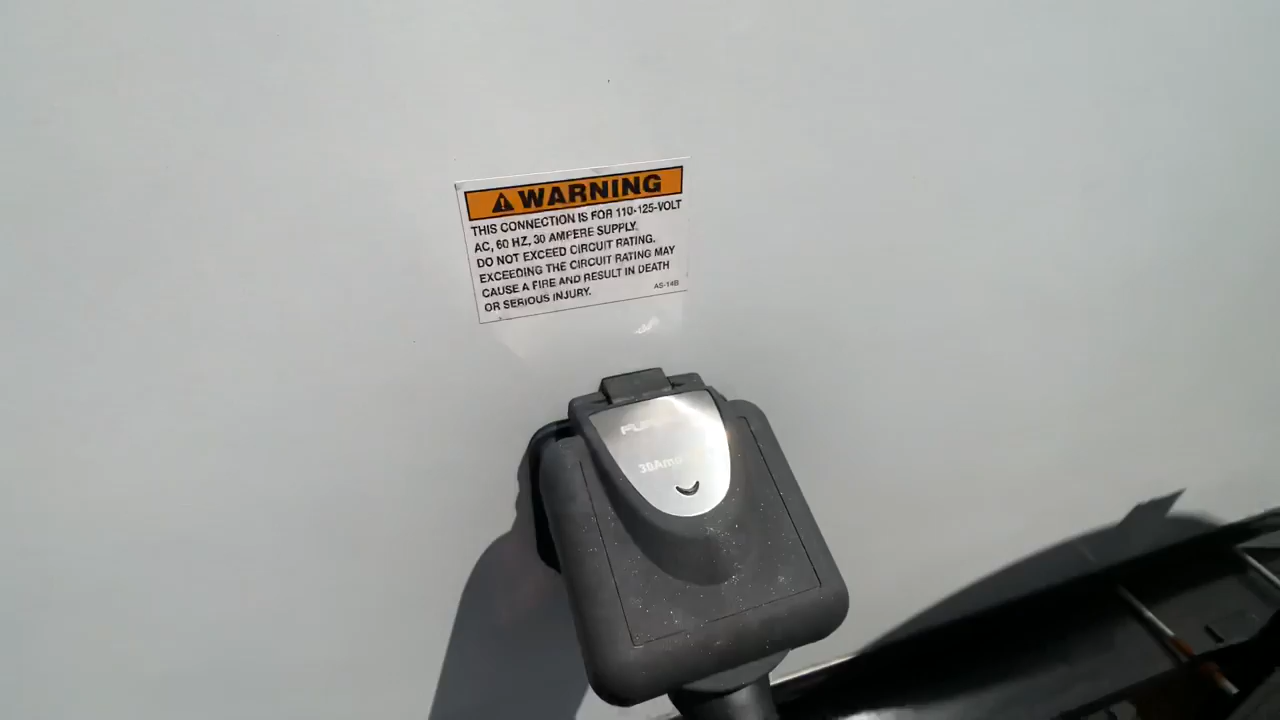 WARNING
THIS CONNECTION IS FOR 110-125-VOLT
AC, 60 HZ, 30 AMPERE SUPPLY.
DO NOT EXCEED CIRCUIT RATING.
EXCEEDING THE CIRCUIT RATING MAY
CAUSE A FIRE AND RESULT IN DEATH
OR SERIOUS INJURY.
AS-14B
30Amp